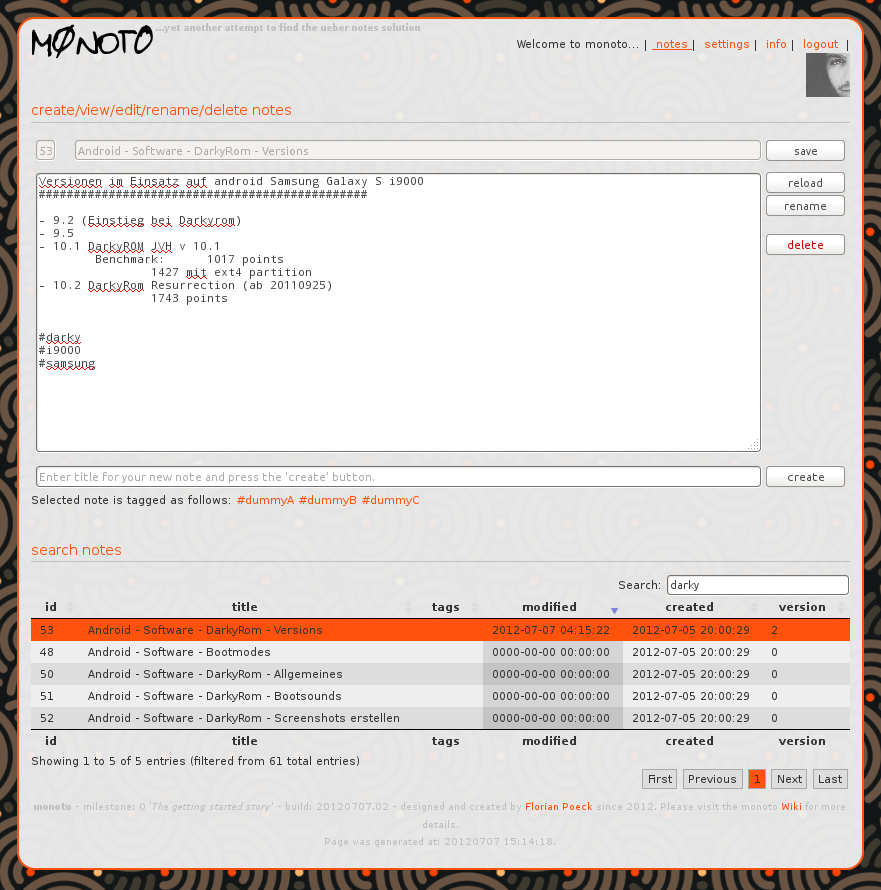 MØNOTO ...yet another attempt to find the ueber notes solution
Welcome to monoto... | notes | settings | info | logout |
create/view/edit/rename/delete notes
53 Android - Software - DarkyRom - Versions save
Versionen im Einsatz auf android Samsung Galaxy S i9000
###############################################
reload
rename
delete
- 9.2 (Einstieg bei Darkyrom)
- 9.5
- 10.1 DarkyROM JVH v 10.1
Benchmark: 1017 points
1427 mit ext4 partition
- 10.2 DarkyRom Resurrection (ab 20110925)
1743 points
#darky
#i9000
#samsung
Enter title for your new note and press the 'create' button. create
Selected note is tagged as follows: #dummyA #dummyB #dummyC
search notes
Search: darky
id title tags modified created version
53 Android - Software - DarkyRom - Versions 2012-07-07 04:15:22 2012-07-05 20:00:29 2
48 Android - Software - Bootmodes 0000-00-00 00:00:00 2012-07-05 20:00:29 0
50 Android - Software - DarkyRom - Allgemeines 0000-00-00 00:00:00 2012-07-05 20:00:29 0
51 Android - Software - DarkyRom - Bootsounds 0000-00-00 00:00:00 2012-07-05 20:00:29 0
52 Android - Software - DarkyRom - Screenshots erstellen 0000-00-00 00:00:00 2012-07-05 20:00:29 0
id title tags modified created version
Showing 1 to 5 of 5 entries (filtered from 61 total entries)
First Previous 1 Next Last
monoto - milestone: 0 'The getting started story' - build: 20120707.02 - designed and created by Florian Poeck since 2012. Please visit the monoto Wiki for more
details.
Page was generated at: 20120707 15:14:18.